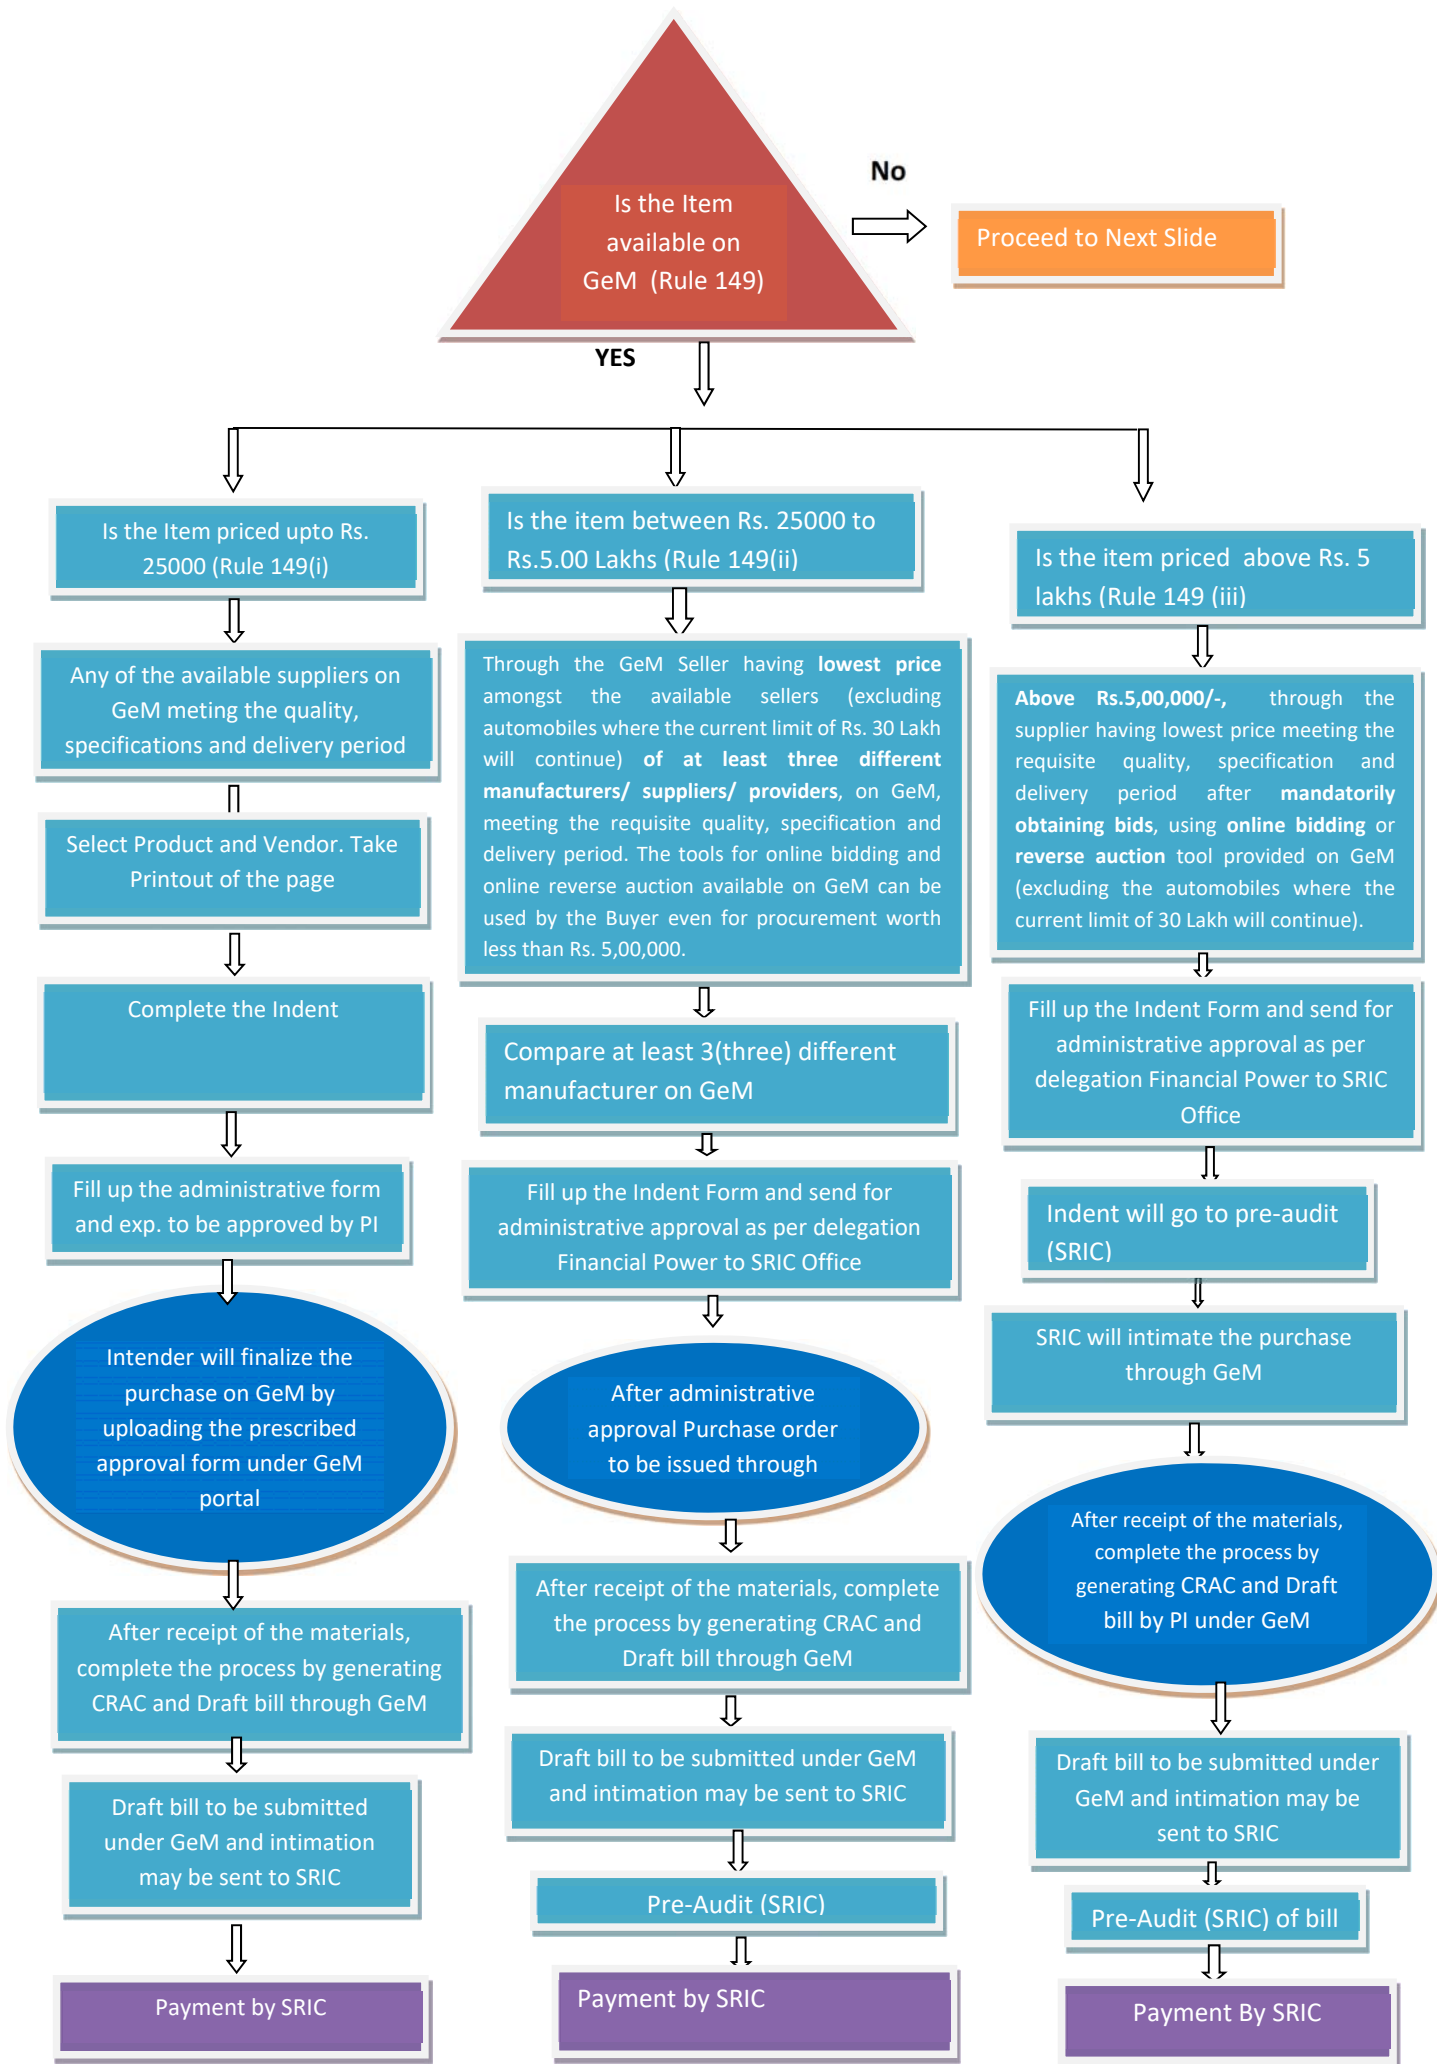 Is the Item
available on
GeM (Rule 149)
No
Proceed to Next Slide
YES
Is the Item priced upto Rs.
25000 (Rule 149(i)
Any of the available suppliers on
GeM meting the quality,
specifications and delivery period
Select Product and Vendor. Take
Printout of the page
Complete the Indent
Fill up the administrative form
and exp. to be approved by PI
Intender will finalize the
purchase on GeM by
uploading the prescribed
approval form under GeM
portal
After receipt of the materials,
complete the process by generating
CRAC and Draft bill through GeM
Draft bill to be submitted
under GeM and intimation
may be sent to SRIC
Payment by SRIC
Is the item between Rs. 25000 to
Rs.5.00 Lakhs (Rule 149(ii)
Through the GeM Seller having lowest price
amongst the available sellers (excluding
automobiles where the current limit of Rs. 30 Lakh
will continue) of at least three different
manufacturers/ suppliers/ providers, on GeM,
meeting the requisite quality, specification and
delivery period. The tools for online bidding and
online reverse auction available on GeM can be
used by the Buyer even for procurement worth
less than Rs. 5,00,000.
Compare at least 3(three) different
manufacturer on GeM
Fill up the Indent Form and send for
administrative approval as per delegation
Financial Power to SRIC Office
After administrative
approval Purchase order
to be issued through
After receipt of the materials, complete
the process by generating CRAC and
Draft bill through GeM
Draft bill to be submitted under GeM
and intimation may be sent to SRIC
Pre-Audit (SRIC)
Payment by SRIC
Is the item priced above Rs. 5
lakhs (Rule 149 (iii)
Above Rs.5,00,000/-, through the
supplier having lowest price meeting the
requisite quality, specification and
delivery period after mandatorily
obtaining bids, using online bidding or
reverse auction tool provided on GeM
(excluding the automobiles where the
current limit of 30 Lakh will continue).
Fill up the Indent Form and send for
administrative approval as per
delegation Financial Power to SRIC
Office
Indent will go to pre-audit
(SRIC)
SRIC will intimate the purchase
through GeM
After receipt of the materials,
complete the process by
generating CRAC and Draft
bill by PI under GeM
Draft bill to be submitted under
GeM and intimation may be
sent to SRIC
Pre-Audit (SRIC) of bill
Payment By SRIC